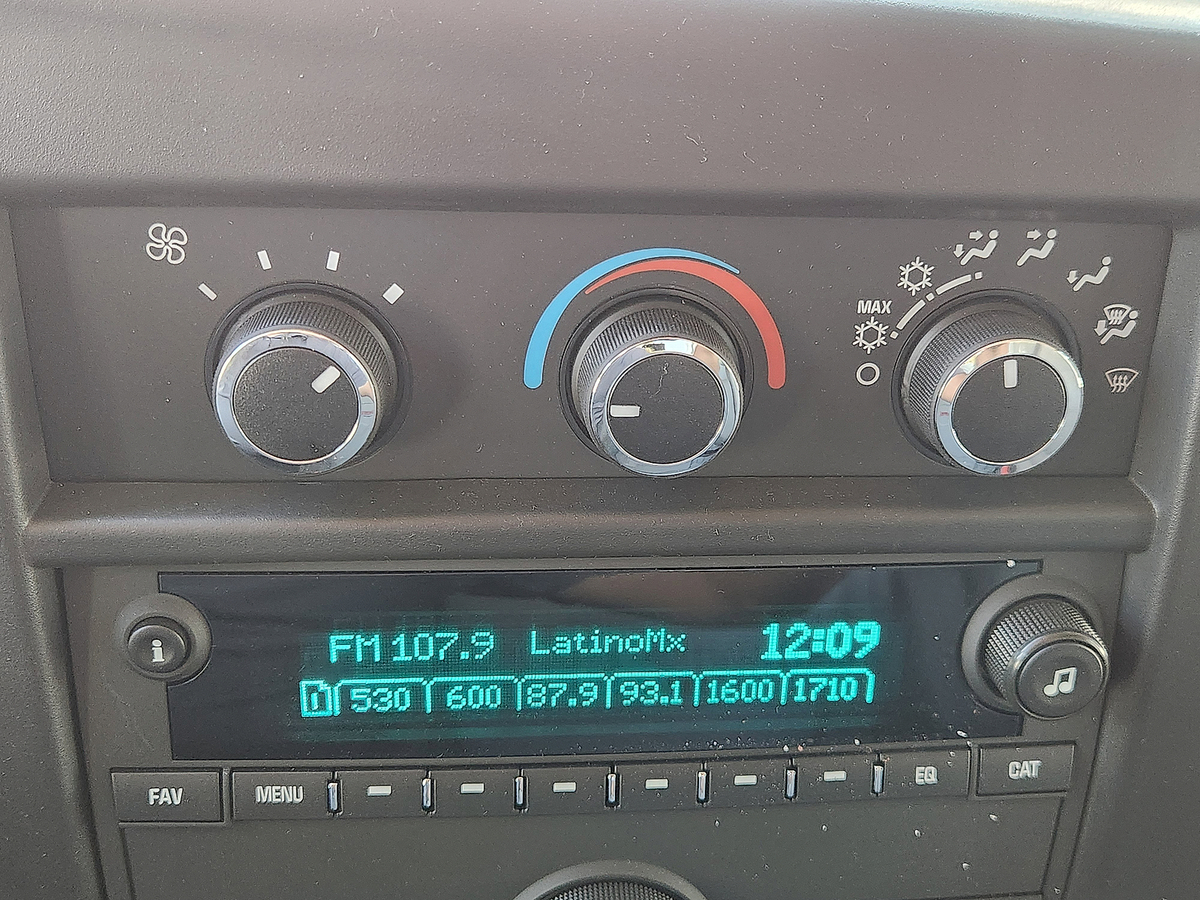 MAX
FM 107.9 LatinoMx 12:09
1 530 600 87.9 93.1 1600 1710
i
FAV MENU EQ CAT